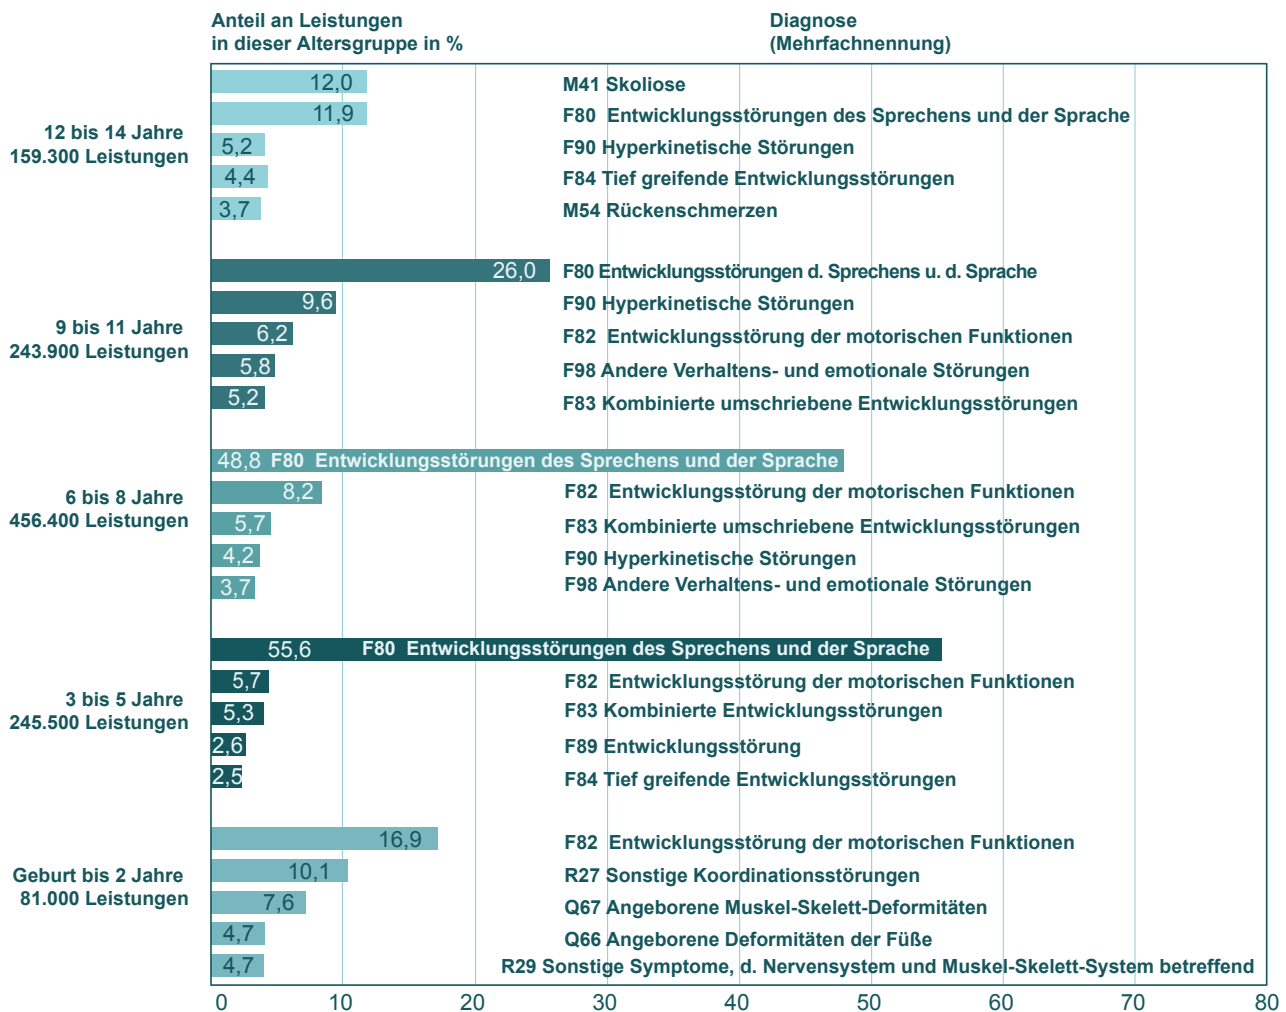 Anteil an Leistungen
in dieser Altersgruppe in %
Diagnose
(Mehrfachnennung)
12 bis 14 Jahre
159.300 Leistungen
12,0 M41 Skoliose
11,9 F80 Entwicklungsstörungen des Sprechens und der Sprache
5,2 F90 Hyperkinetische Störungen
4,4 F84 Tief greifende Entwicklungsstörungen
3,7 M54 Rückenschmerzen
9 bis 11 Jahre
243.900 Leistungen
26,0 F80 Entwicklungsstörungen d. Sprechens u. d. Sprache
9,6 F90 Hyperkinetische Störungen
6,2 F82 Entwicklungsstörung der motorischen Funktionen
5,8 F98 Andere Verhaltens- und emotionale Störungen
5,2 F83 Kombinierte umschriebene Entwicklungsstörungen
6 bis 8 Jahre
456.400 Leistungen
48,8 F80 Entwicklungsstörungen des Sprechens und der Sprache
8,2 F82 Entwicklungsstörung der motorischen Funktionen
5,7 F83 Kombinierte umschriebene Entwicklungsstörungen
4,2 F90 Hyperkinetische Störungen
3,7 F98 Andere Verhaltens- und emotionale Störungen
3 bis 5 Jahre
245.500 Leistungen
55,6 F80 Entwicklungsstörungen des Sprechens und der Sprache
5,7 F82 Entwicklungsstörung der motorischen Funktionen
5,3 F83 Kombinierte Entwicklungsstörungen
2,6 F89 Entwicklungsstörung
2,5 F84 Tief greifende Entwicklungsstörungen
Geburt bis 2 Jahre
81.000 Leistungen
16,9 F82 Entwicklungsstörung der motorischen Funktionen
10,1 R27 Sonstige Koordinationsstörungen
7,6 Q67 Angeborene Muskel-Skelett-Deformitäten
4,7 Q66 Angeborene Deformitäten der Füße
4,7 R29 Sonstige Symptome, d. Nervensystem und Muskel-Skelett-System betreffend
0 10 20 30 40 50 60 70 80